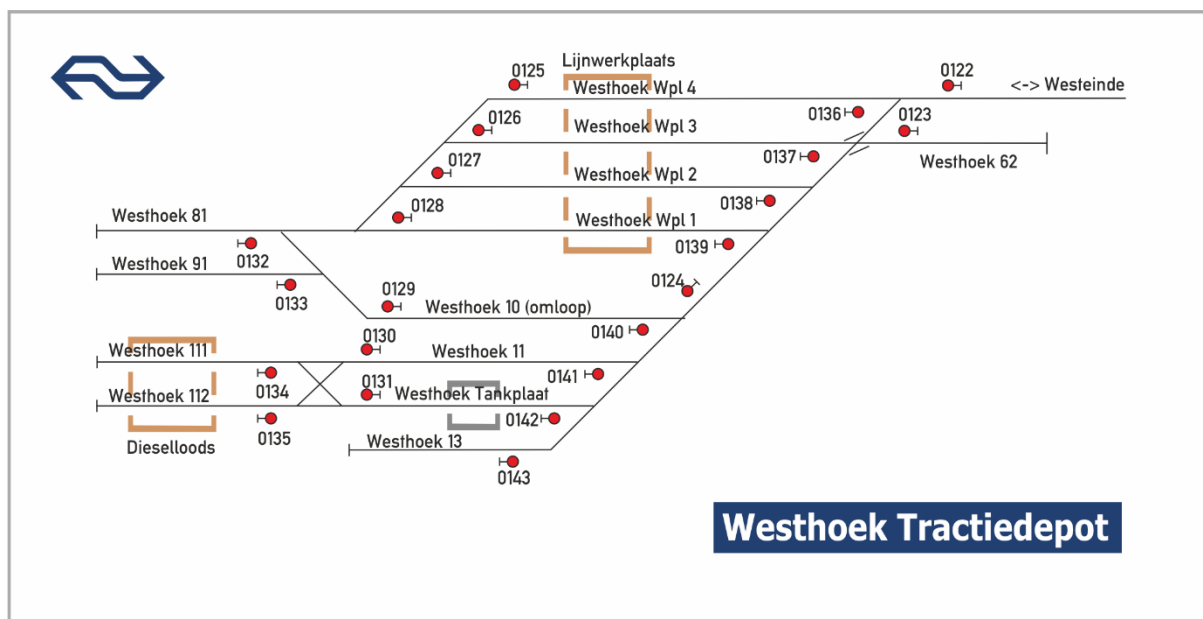 Lijnwerkplaats
0125
0122
Westhoek Wpl 4
<-> Westeinde
0126
Westhoek Wpl 3
0136
0123
0127
0137
Westhoek 62
Westhoek Wpl 2
0128
0138
Westhoek 81
Westhoek Wpl 1
0139
0132
Westhoek 91
0133
0129
0124
Westhoek 10 (omloop)
0140
0130
Westhoek 111
Westhoek 11
0134
0131
0141
Westhoek 112
Westhoek Tankplaat
0142
0135
Dieselloods
Westhoek 13
0143
Westhoek Tractiedepot